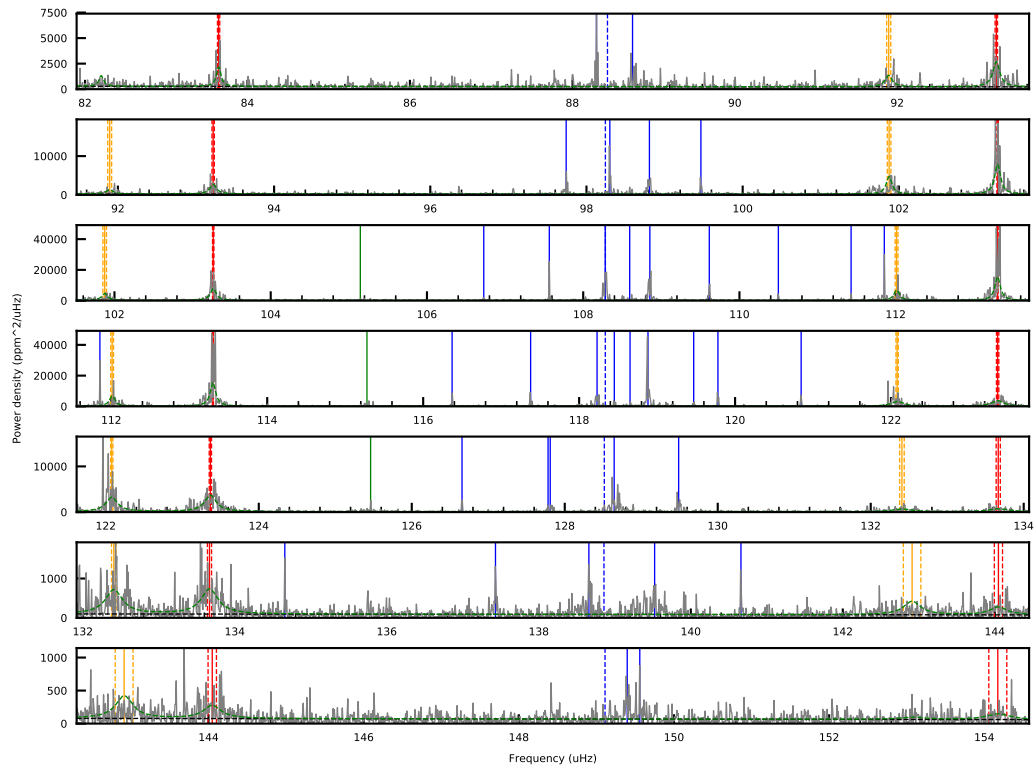 7500
5000
2500
0
82 84 86 88 90 92
10000
0
92 94 96 98 100 102
40000
20000
0
102 104 106 108 110 112
Power density (ppm^2/uHz)
40000
20000
0
112 114 116 118 120 122
10000
0
122 124 126 128 130 132 134
1000
0
132 134 136 138 140 142 144
1000
500
0
144 146 148 150 152 154
Frequency (uHz)